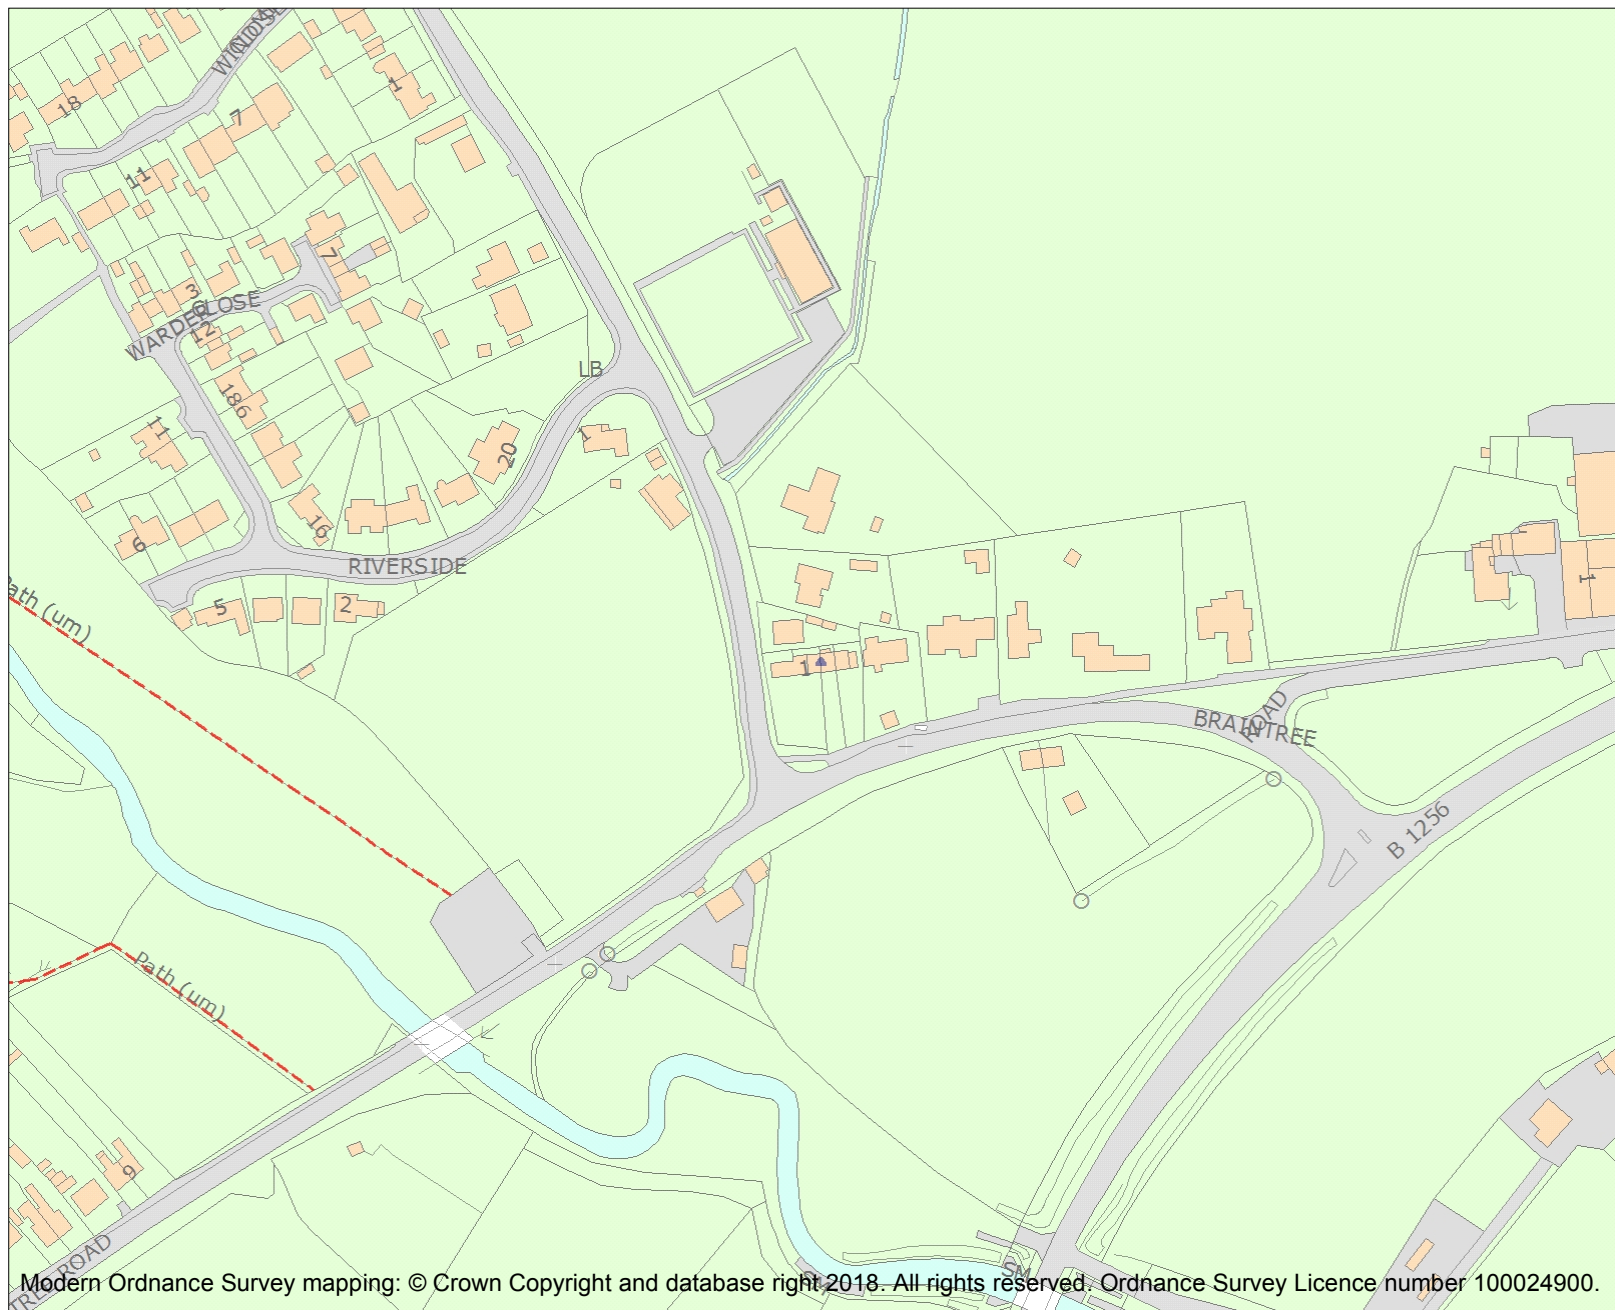 18
7
1
11
7
3
WARDE
CLOSE
12
LB
186
11
1
20
16
6
RIVERSIDE
Path (um)
5
2
1
1
BRAINTREE
ROAD
B 1256
Path (um)
9
ROAD
SM
Modern Ordnance Survey mapping: © Crown Copyright and database right 2018. All rights reserved. Ordnance Survey Licence number 100024900.